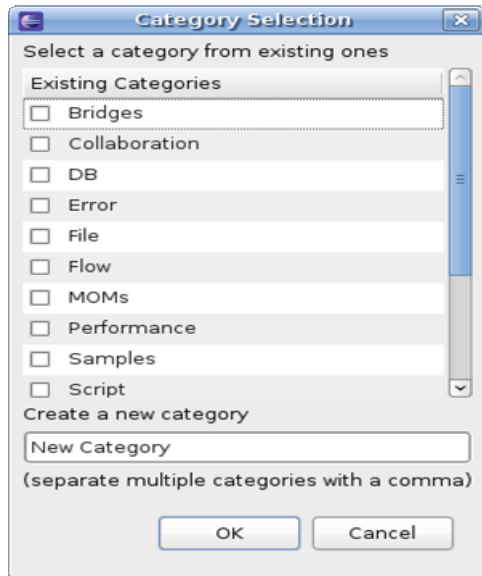 Category Selection
Select a category from existing ones
Existing Categories
Bridges
Collaboration
DB
Error
File
Flow
MOMs
Performance
Samples
Script
Create a new category
New Category
(separate multiple categories with a comma)
OK Cancel